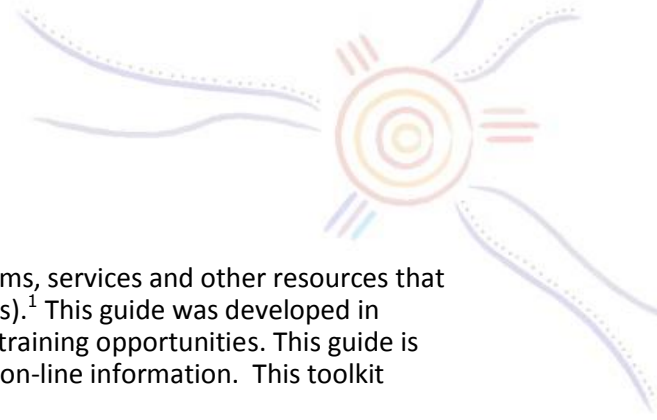 ms, services and other resources that
s).¹ This guide was developed in
training opportunities. This guide is
on-line information.  This toolkit